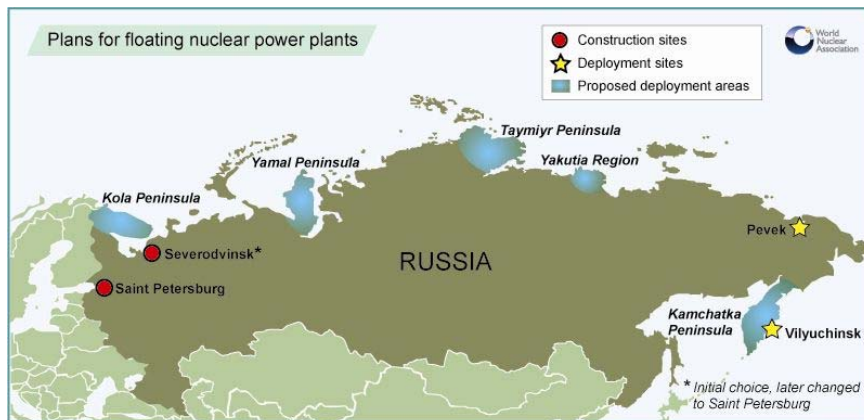 Plans for floating nuclear power plants
Construction sites
Deployment sites
Proposed deployment areas
World
Nuclear
Association
Taymiyr Peninsula
Yamal Peninsula
Yakutia Region
Kola Peninsula
Severodvinsk*
Pevek
RUSSIA
Saint Petersburg
Kamchatka
Peninsula
Vilyuchinsk
* Initial choice, later changed
to Saint Petersburg